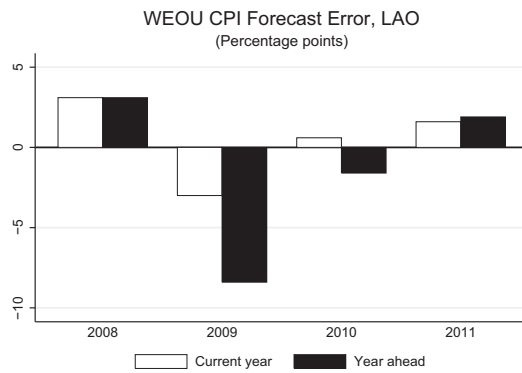 WEOU CPI Forecast Error, LAO
(Percentage points)
5
0
−5
−10
2008 2009 2010 2011
Current year Year ahead